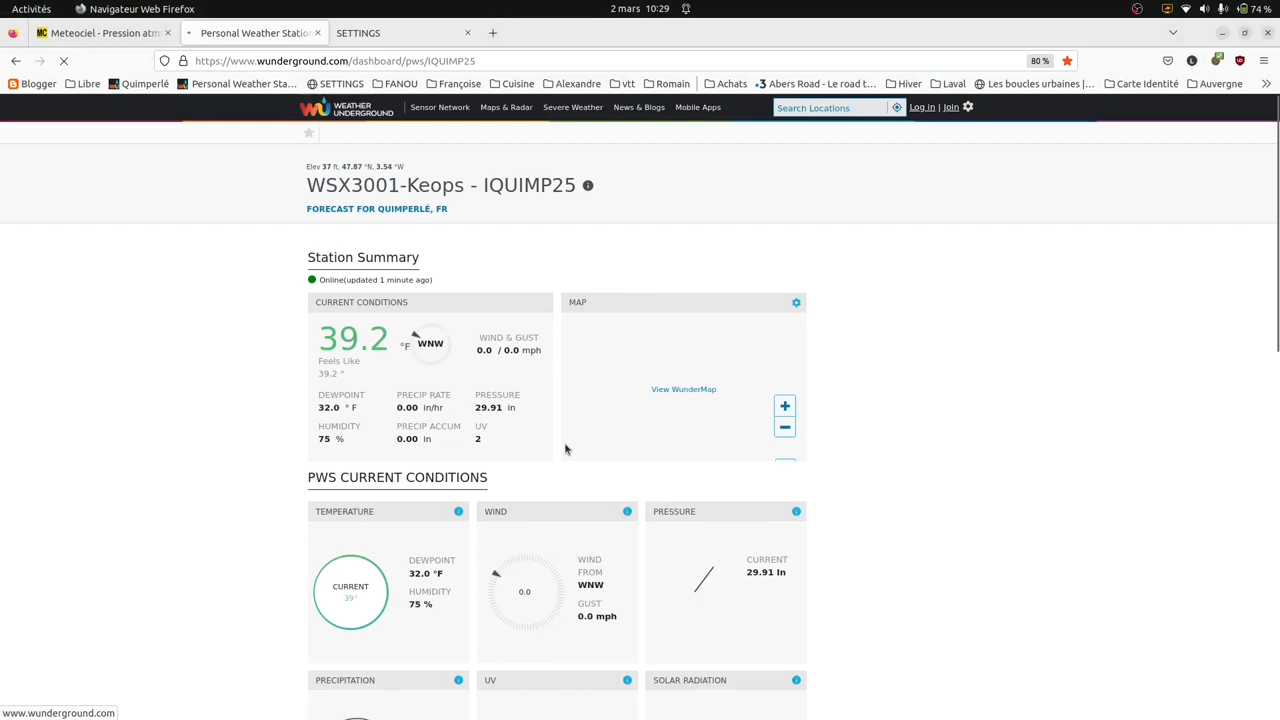 Activités
Navigateur Web Firefox
2 mars 10:29
74 %
Meteociel - Pression atm
Personal Weather Statio
SETTINGS
https://www.wunderground.com/dashboard/pws/IQUIMP25
80 %
Blogger
Libre
Quimperlé
Personal Weather Sta...
SETTINGS
FANOU
Françoise
Cuisine
Alexandre
vtt
Romain
Achats
Abers Road - Le road t...
Hiver
Laval
Les boucles urbaines |...
Carte Identité
Auvergne
WEATHER
UNDERGROUND
Sensor Network
Maps & Radar
Severe Weather
News & Blogs
Mobile Apps
Search Locations
Log in | Join
Elev 37 ft, 47.87 °N, 3.54 °W
WSX3001-Keops - IQUIMP25
FORECAST FOR QUIMPERLÉ, FR
Station Summary
Online(updated 1 minute ago)
CURRENT CONDITIONS
39.2 °F
Feels Like
39.2 °
WNW
WIND & GUST
0.0 / 0.0 mph
DEWPOINT
32.0 ° F
PRECIP RATE
0.00 in/hr
PRESSURE
29.91 in
HUMIDITY
75 %
PRECIP ACCUM
0.00 in
UV
2
MAP
View WunderMap
+
−
PWS CURRENT CONDITIONS
TEMPERATURE
CURRENT
39°
DEWPOINT
32.0 °F
HUMIDITY
75 %
WIND
0.0
WIND
FROM
WNW
GUST
0.0 mph
PRESSURE
CURRENT
29.91 In
PRECIPITATION
UV
SOLAR RADIATION
www.wunderground.com